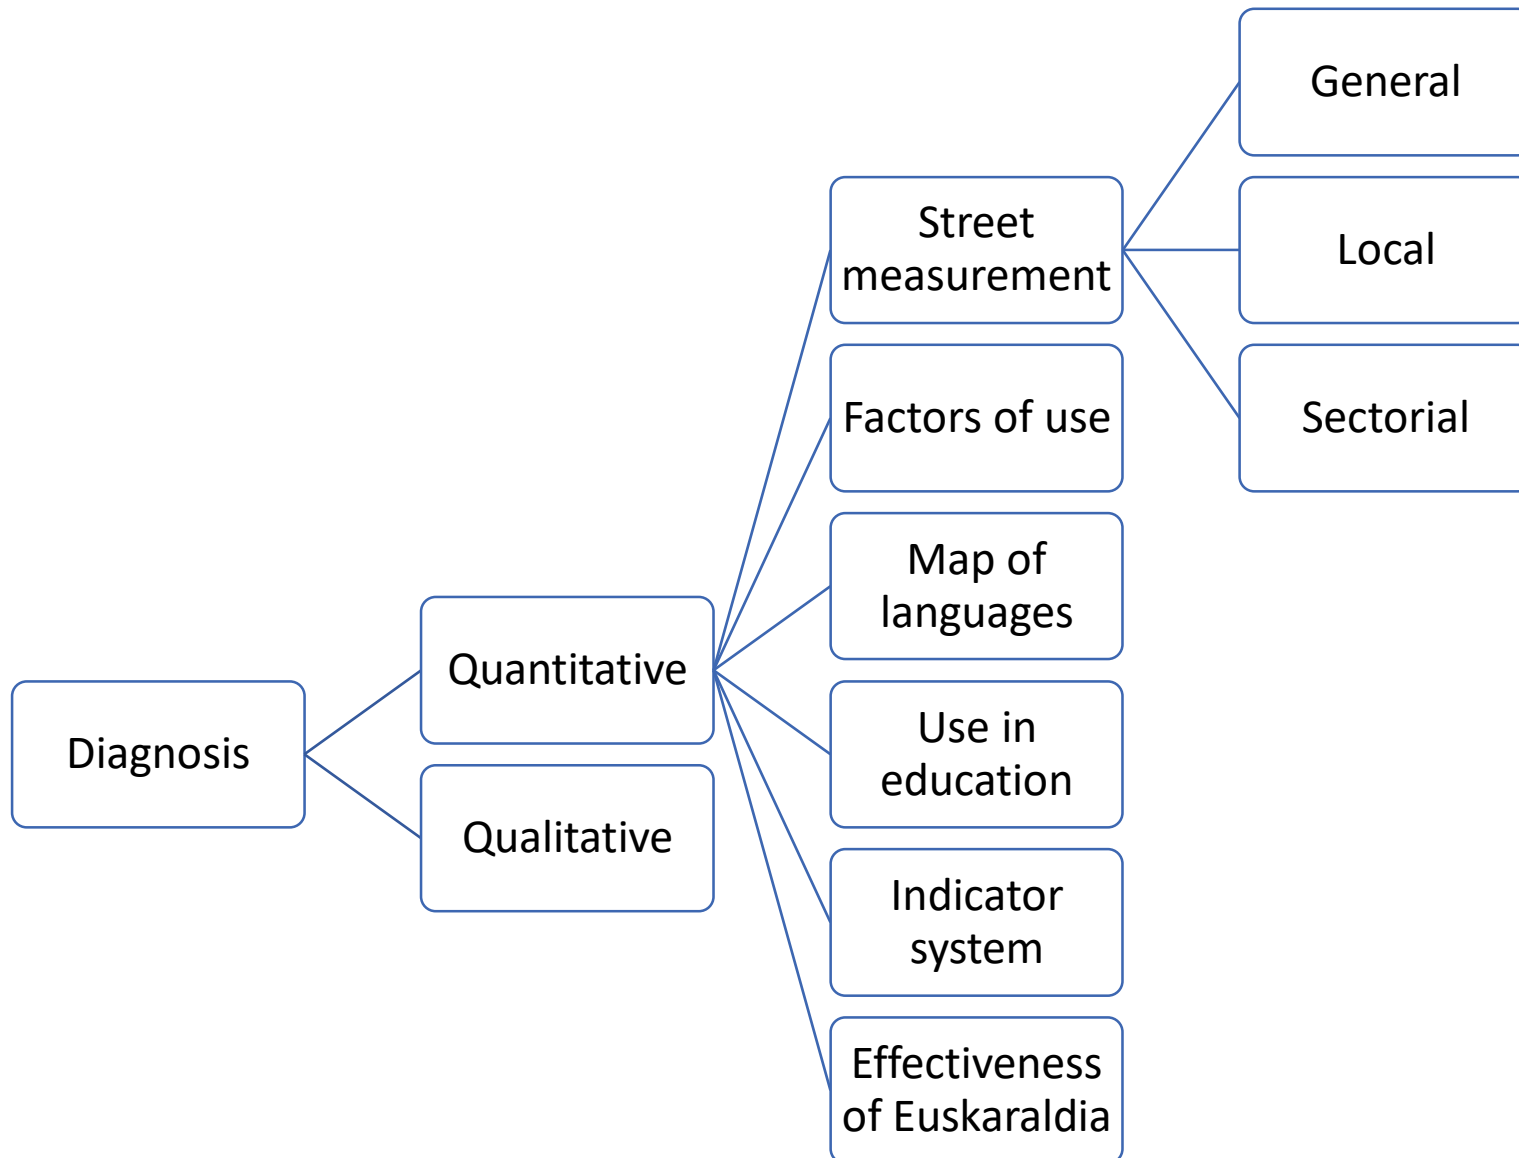 Diagnosis
Quantitative
Qualitative
Street
measurement
Factors of use
Map of
languages
Use in
education
Indicator
system
Effectiveness
of Euskaraldia
General
Local
Sectorial